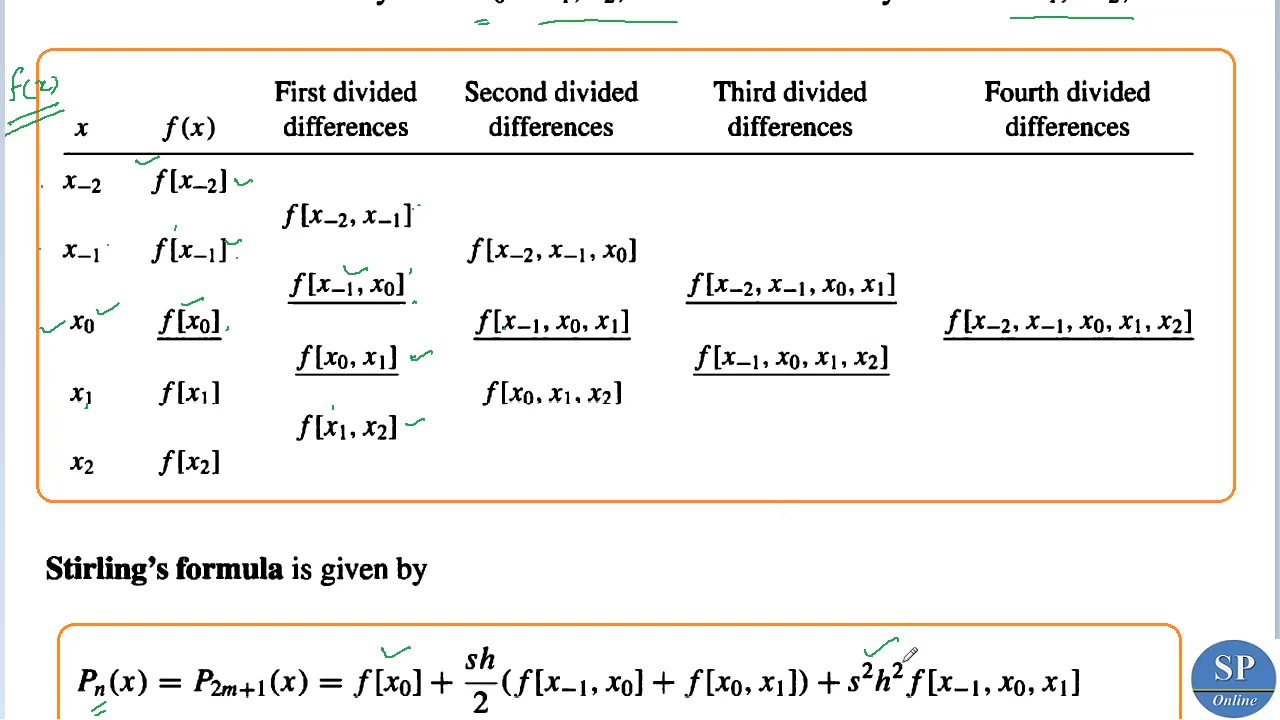 f(x)
First divided Second divided Third divided Fourth divided
x f(x) differences differences differences differences
x₋₂ f[x₋₂]
f[x₋₂, x₋₁]
x₋₁ f[x₋₁] f[x₋₂, x₋₁, x₀]
f[x₋₁, x₀] f[x₋₂, x₋₁, x₀, x₁]
x₀ f[x₀] f[x₋₁, x₀, x₁] f[x₋₂, x₋₁, x₀, x₁, x₂]
f[x₀, x₁] f[x₋₁, x₀, x₁, x₂]
x₁ f[x₁] f[x₀, x₁, x₂]
f[x₁, x₂]
x₂ f[x₂]
Stirling's formula is given by
Pₙ(x) = P₂ₘ₊₁(x) = f[x₀] + sh/2 (f[x₋₁, x₀] + f[x₀, x₁]) + s²h² f[x₋₁, x₀, x₁]
SP
Online